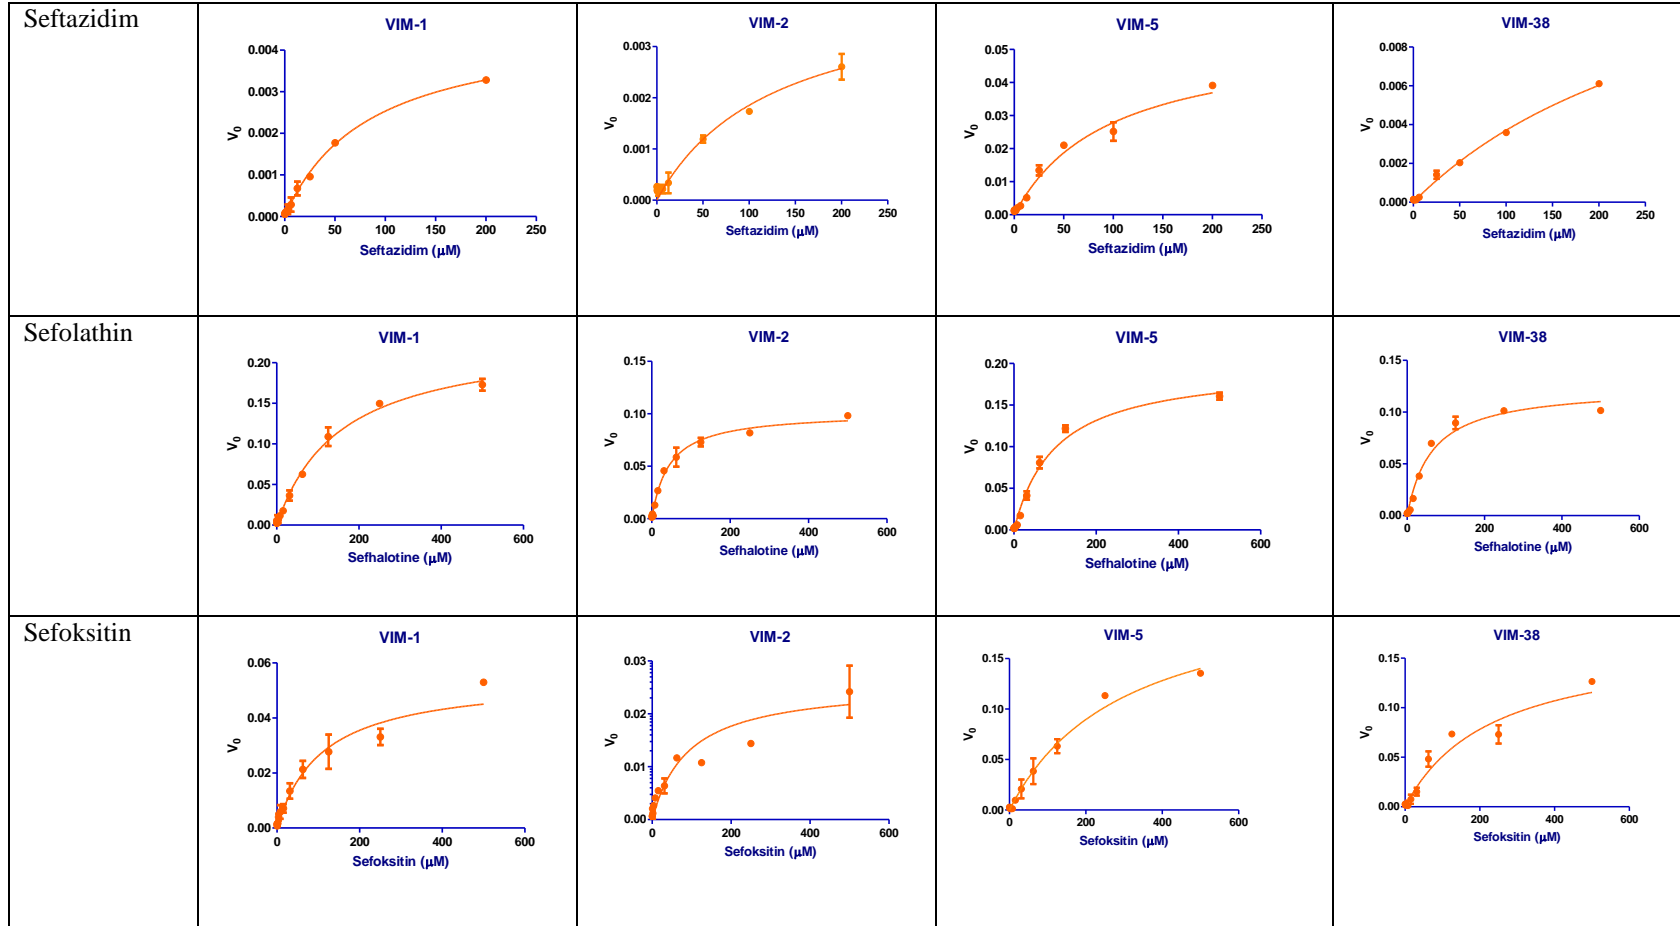 Seftazidim
VIM-1
0.004
0.003
0.002
0.001
0.000
V0
0 50 100 150 200 250
Seftazidim (μM)
VIM-2
0.003
0.002
0.001
0.000
V0
0 50 100 150 200 250
Seftazidim (μM)
VIM-5
0.05
0.04
0.03
0.02
0.01
0.00
V0
0 50 100 150 200 250
Seftazidim (μM)
VIM-38
0.008
0.006
0.004
0.002
0.000
V0
0 50 100 150 200 250
Seftazidim (μM)
Sefolathin
VIM-1
0.20
0.15
0.10
0.05
0.00
V0
0 200 400 600
Sefhalotine (μM)
VIM-2
0.15
0.10
0.05
0.00
V0
0 200 400 600
Sefhalotine (μM)
VIM-5
0.20
0.15
0.10
0.05
0.00
V0
0 200 400 600
Sefhalotine (μM)
VIM-38
0.15
0.10
0.05
0.00
V0
0 200 400 600
Sefhalotine (μM)
Sefoksitin
VIM-1
0.06
0.04
0.02
0.00
V0
0 200 400 600
Sefoksitin (μM)
VIM-2
0.03
0.02
0.01
0.00
V0
0 200 400 600
Sefoksitin (μM)
VIM-5
0.15
0.10
0.05
0.00
V0
0 200 400 600
Sefoksitin (μM)
VIM-38
0.15
0.10
0.05
0.00
V0
0 200 400 600
Sefoksitin (μM)